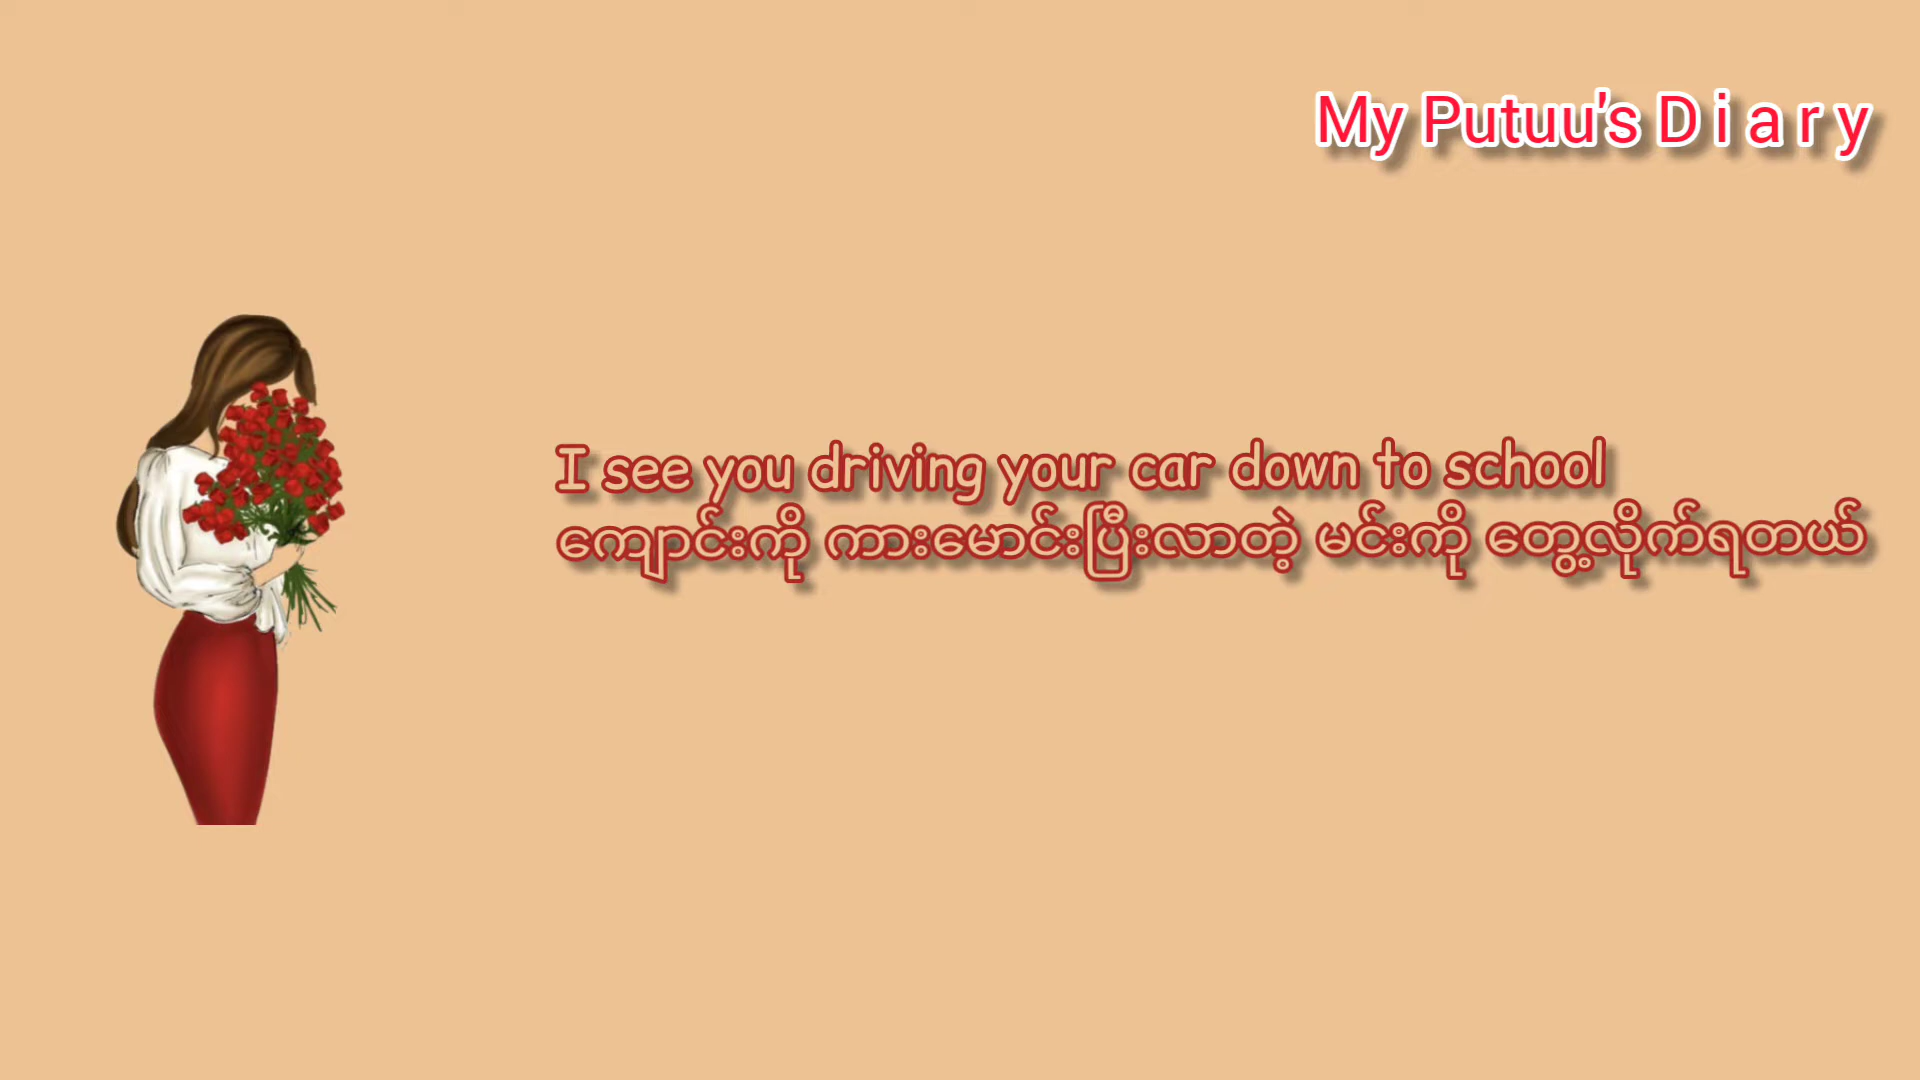 My Putuu's D i a r y
I see you driving your car down to school
ကျောင်းကို ကားမောင်းပြီးလာတဲ့ မင်းကို တွေ့လိုက်ရတယ်